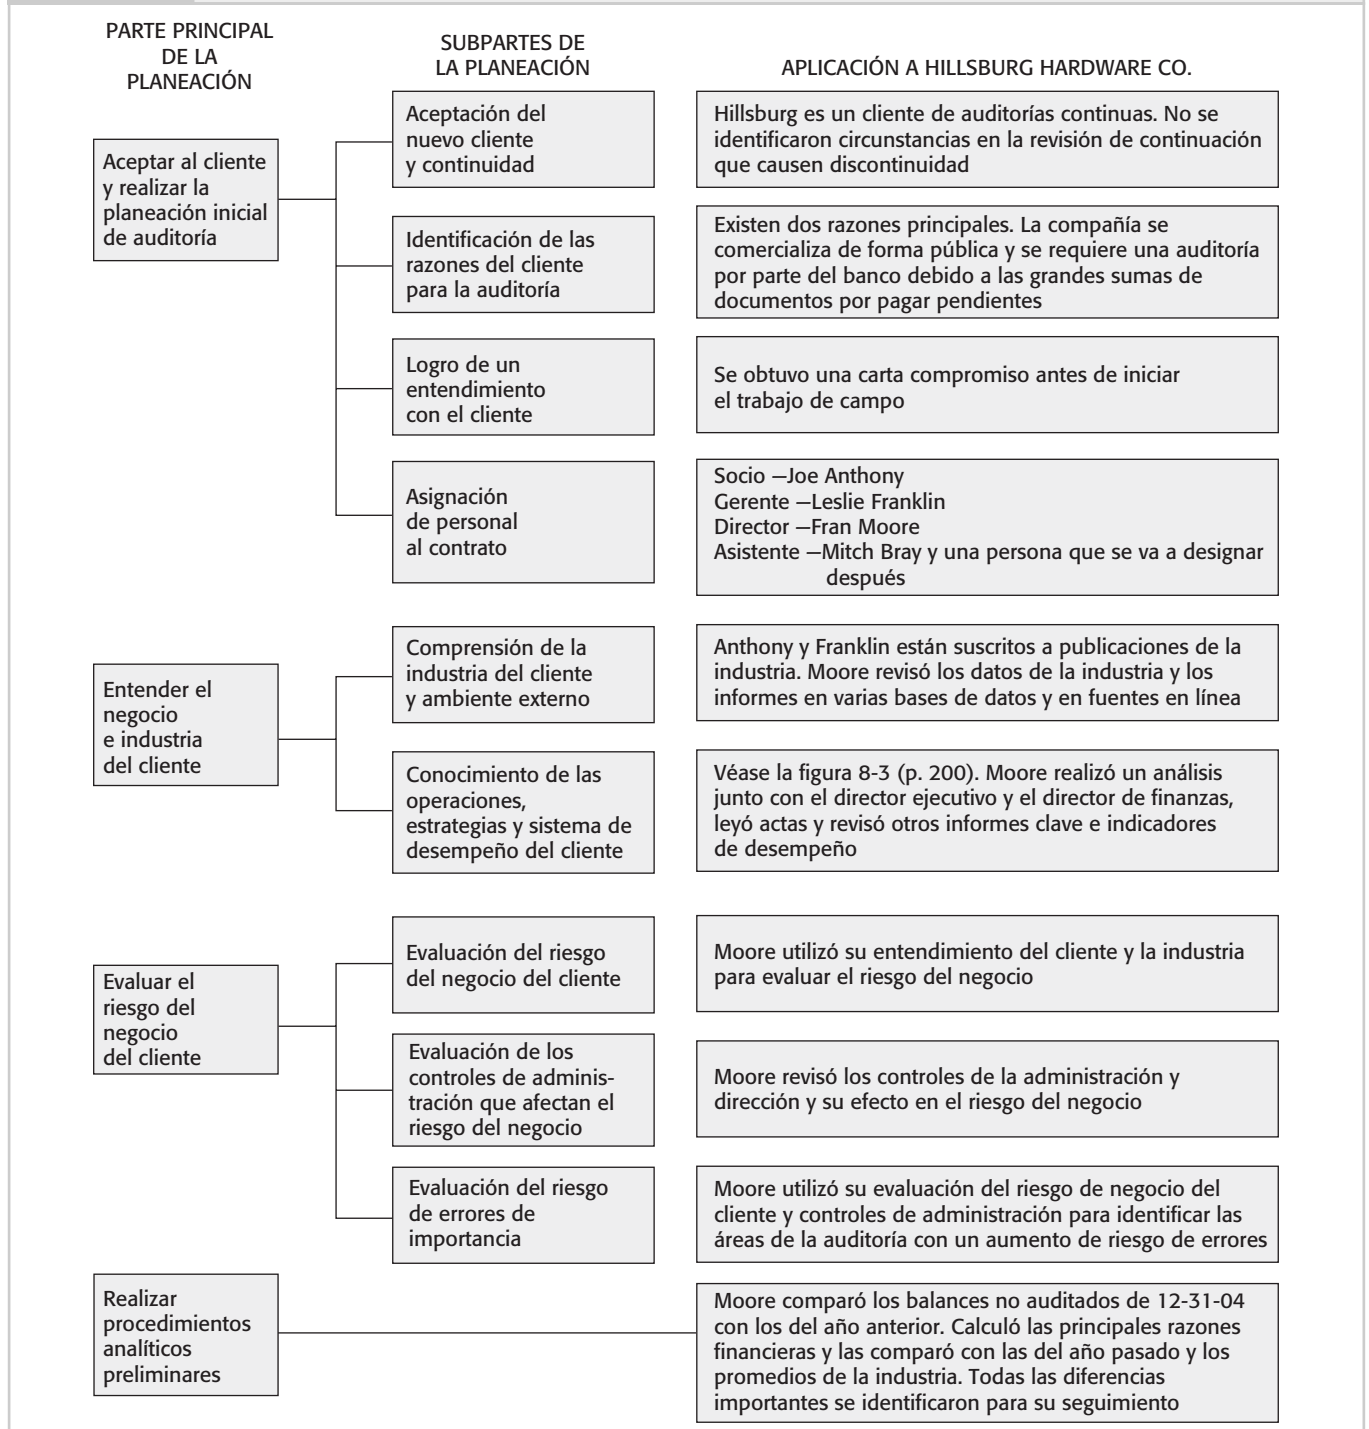 PARTE PRINCIPAL
DE LA
PLANEACIÓN
SUBPARTES DE
LA PLANEACIÓN
APLICACIÓN A HILLSBURG HARDWARE CO.
Aceptar al cliente
y realizar la
planeación inicial
de auditoría
Aceptación del
nuevo cliente
y continuidad
Hillsburg es un cliente de auditorías continuas. No se
identificaron circunstancias en la revisión de continuación
que causen discontinuidad
Identificación de las
razones del cliente
para la auditoría
Existen dos razones principales. La compañía se
comercializa de forma pública y se requiere una auditoría
por parte del banco debido a las grandes sumas de
documentos por pagar pendientes
Logro de un
entendimiento
con el cliente
Se obtuvo una carta compromiso antes de iniciar
el trabajo de campo
Asignación
de personal
al contrato
Socio —Joe Anthony
Gerente —Leslie Franklin
Director —Fran Moore
Asistente —Mitch Bray y una persona que se va a designar
después
Entender el
negocio
e industria
del cliente
Comprensión de la
industria del cliente
y ambiente externo
Anthony y Franklin están suscritos a publicaciones de la
industria. Moore revisó los datos de la industria y los
informes en varias bases de datos y en fuentes en línea
Conocimiento de las
operaciones,
estrategias y sistema de
desempeño del cliente
Véase la figura 8-3 (p. 200). Moore realizó un análisis
junto con el director ejecutivo y el director de finanzas,
leyó actas y revisó otros informes clave e indicadores
de desempeño
Evaluar el
riesgo del
negocio
del cliente
Evaluación del riesgo
del negocio del cliente
Moore utilizó su entendimiento del cliente y la industria
para evaluar el riesgo del negocio
Evaluación de los
controles de adminis-
tración que afectan el
riesgo del negocio
Moore revisó los controles de la administración y
dirección y su efecto en el riesgo del negocio
Evaluación del riesgo
de errores de
importancia
Moore utilizó su evaluación del riesgo de negocio del
cliente y controles de administración para identificar las
áreas de la auditoría con un aumento de riesgo de errores
Realizar
procedimientos
analíticos
preliminares
Moore comparó los balances no auditados de 12-31-04
con los del año anterior. Calculó las principales razones
financieras y las comparó con las del año pasado y los
promedios de la industria. Todas las diferencias
importantes se identificaron para su seguimiento